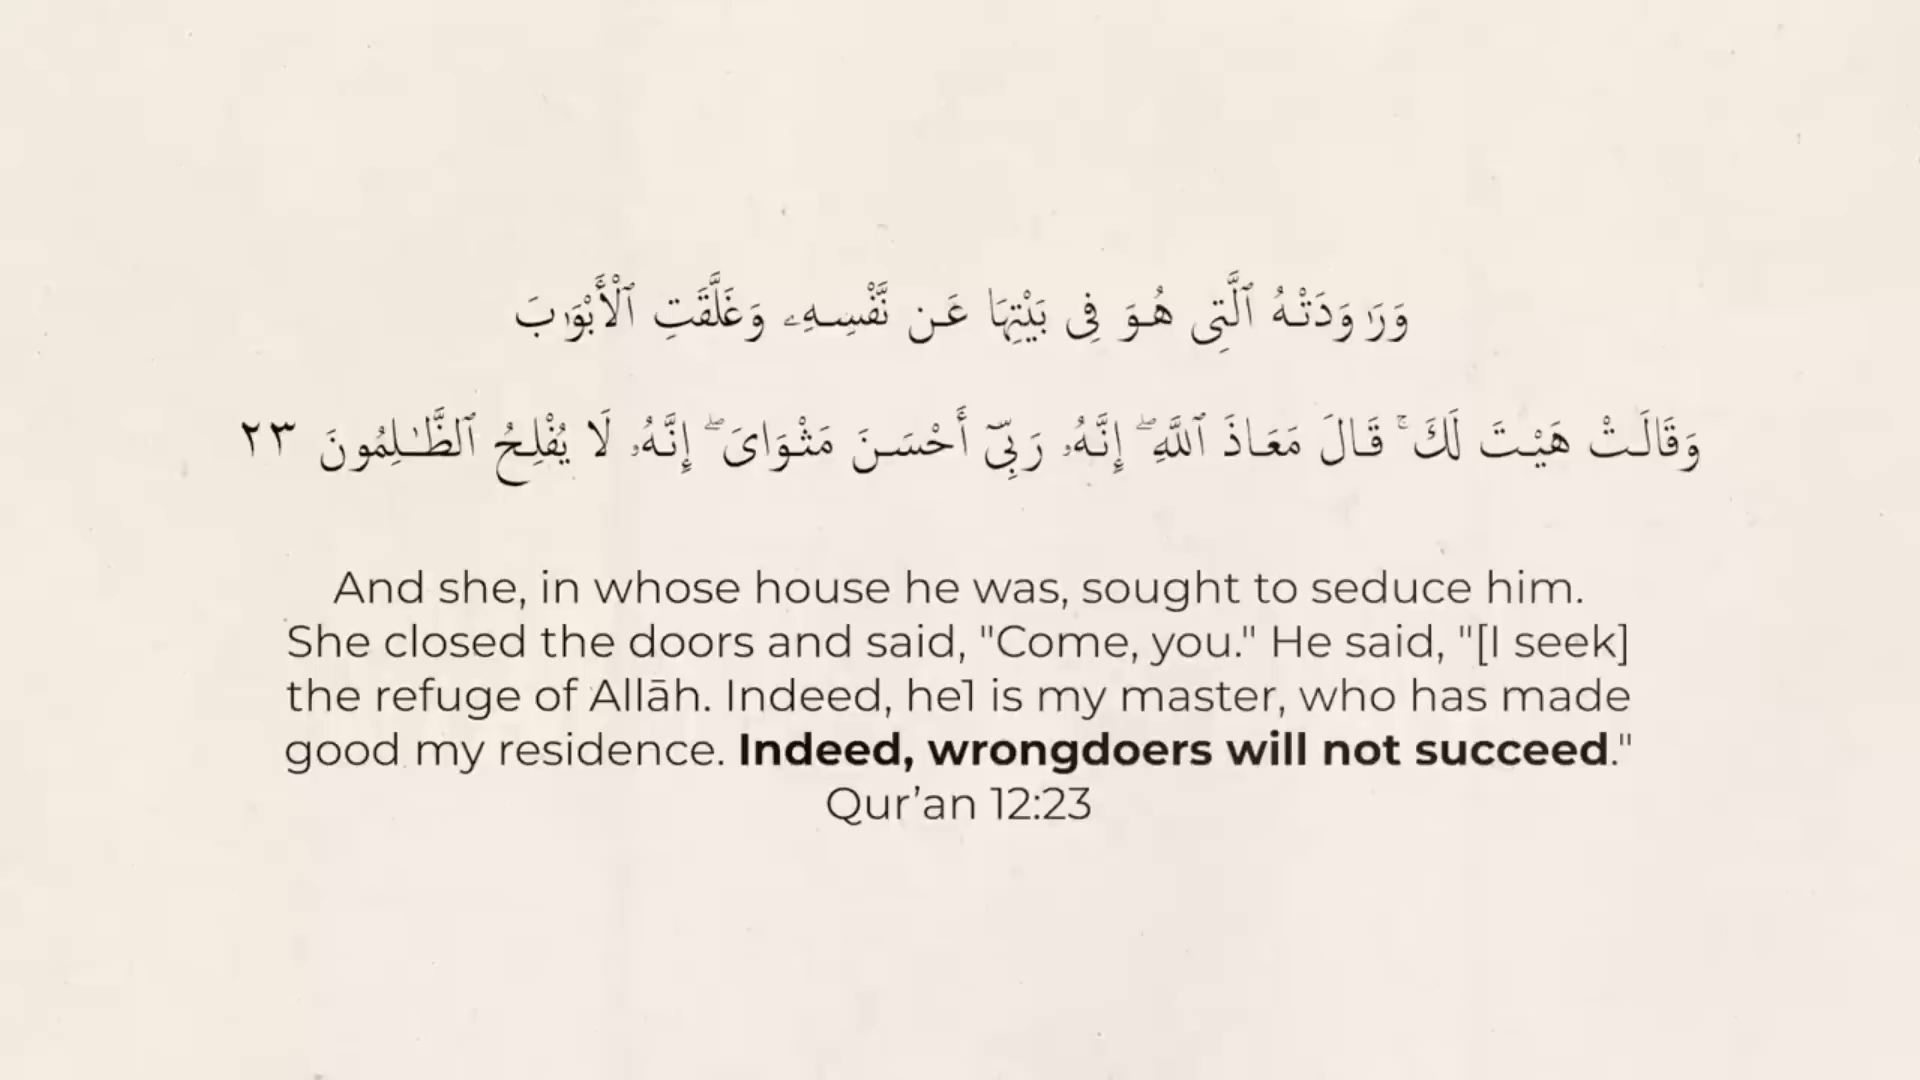 وَرَٰوَدَتْهُ ٱلَّتِى هُوَ فِى بَيْتِهَا عَن نَّفْسِهِۦ وَغَلَّقَتِ ٱلْأَبْوَٰبَ
وَقَالَتْ هَيْتَ لَكَ ۚ قَالَ مَعَاذَ ٱللَّهِ ۖ إِنَّهُۥ رَبِّىٓ أَحْسَنَ مَثْوَاىَ ۖ إِنَّهُۥ لَا يُفْلِحُ ٱلظَّـٰلِمُونَ ٢٣
And she, in whose house he was, sought to seduce him.
She closed the doors and said, "Come, you." He said, "[I seek]
the refuge of Allāh. Indeed, he1 is my master, who has made
good my residence. Indeed, wrongdoers will not succeed."
Qur’an 12:23